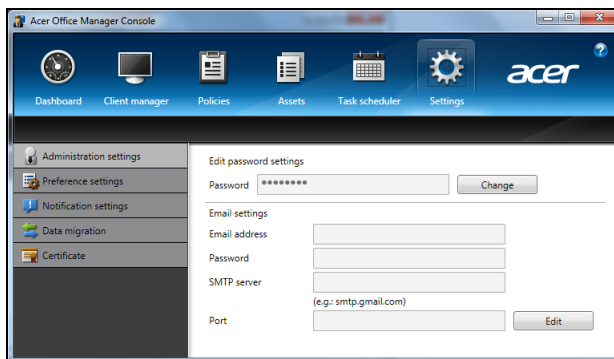 Acer Office Manager Console
acer
Dashboard Client manager Policies Assets Task scheduler Settings
Administration settings
Preference settings
Notification settings
Data migration
Certificate
Edit password settings
Password ******** Change
Email settings
Email address
Password
SMTP server
(e.g.: smtp.gmail.com)
Port Edit